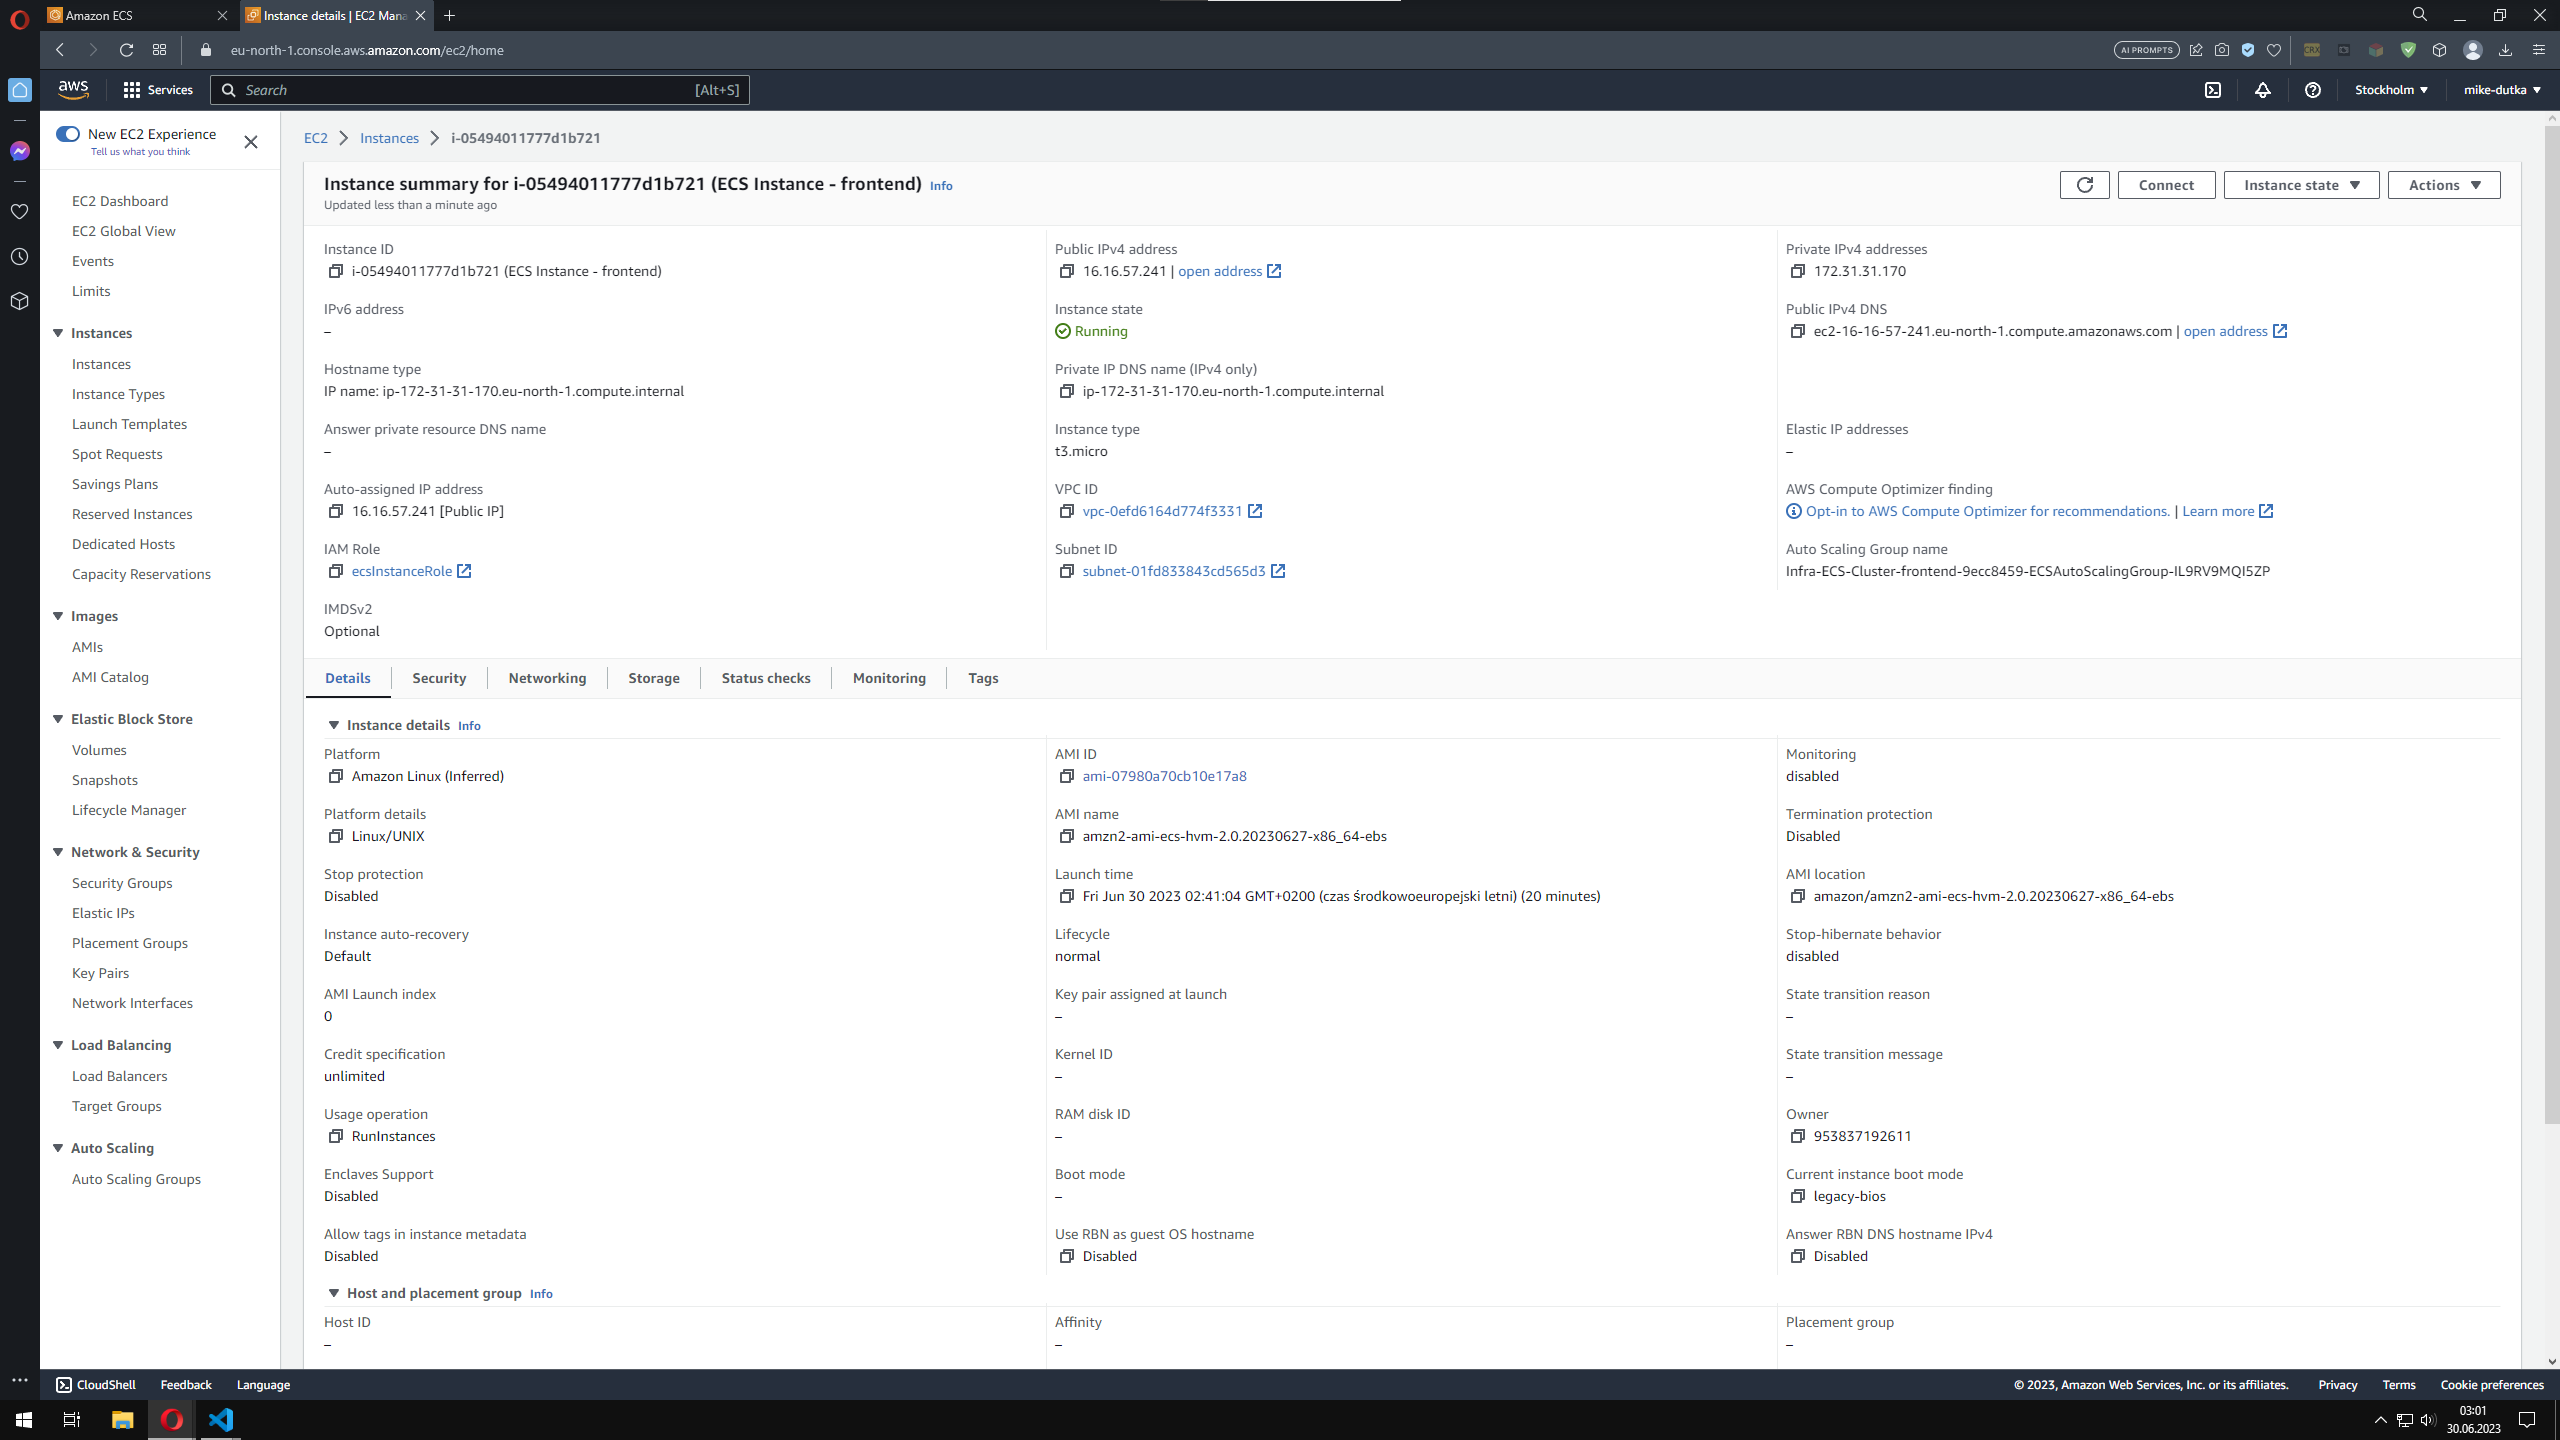 Amazon ECS
Instance details | EC2 Mana
eu-north-1.console.aws.amazon.com/ec2/home
AI PROMPTS
aws
Services
Search
[Alt+S]
Stockholm
mike-dutka
New EC2 Experience
Tell us what you think
EC2 Dashboard
EC2 Global View
Events
Limits
Instances
Instances
Instance Types
Launch Templates
Spot Requests
Savings Plans
Reserved Instances
Dedicated Hosts
Capacity Reservations
Images
AMIs
AMI Catalog
Elastic Block Store
Volumes
Snapshots
Lifecycle Manager
Network & Security
Security Groups
Elastic IPs
Placement Groups
Key Pairs
Network Interfaces
Load Balancing
Load Balancers
Target Groups
Auto Scaling
Auto Scaling Groups
EC2 Instances i-05494011777d1b721
Instance summary for i-05494011777d1b721 (ECS Instance - frontend) Info
Updated less than a minute ago
Connect
Instance state
Actions
Instance ID
i-05494011777d1b721 (ECS Instance - frontend)
Public IPv4 address
16.16.57.241 | open address
Private IPv4 addresses
172.31.31.170
IPv6 address
–
Instance state
Running
Public IPv4 DNS
ec2-16-16-57-241.eu-north-1.compute.amazonaws.com | open address
Hostname type
IP name: ip-172-31-31-170.eu-north-1.compute.internal
Private IP DNS name (IPv4 only)
ip-172-31-31-170.eu-north-1.compute.internal
Answer private resource DNS name
–
Instance type
t3.micro
Elastic IP addresses
–
Auto-assigned IP address
16.16.57.241 [Public IP]
VPC ID
vpc-0efd6164d774f3331
AWS Compute Optimizer finding
Opt-in to AWS Compute Optimizer for recommendations. | Learn more
IAM Role
ecsInstanceRole
Subnet ID
subnet-01fd833843cd565d3
Auto Scaling Group name
Infra-ECS-Cluster-frontend-9ecc8459-ECSAutoScalingGroup-IL9RV9MQI5ZP
IMDSv2
Optional
Details
Security
Networking
Storage
Status checks
Monitoring
Tags
Instance details Info
Platform
Amazon Linux (Inferred)
AMI ID
ami-07980a70cb10e17a8
Monitoring
disabled
Platform details
Linux/UNIX
AMI name
amzn2-ami-ecs-hvm-2.0.20230627-x86_64-ebs
Termination protection
Disabled
Stop protection
Disabled
Launch time
Fri Jun 30 2023 02:41:04 GMT+0200 (czas środkowoeuropejski letni) (20 minutes)
AMI location
amazon/amzn2-ami-ecs-hvm-2.0.20230627-x86_64-ebs
Instance auto-recovery
Default
Lifecycle
normal
Stop-hibernate behavior
disabled
AMI Launch index
0
Key pair assigned at launch
–
State transition reason
–
Credit specification
unlimited
Kernel ID
–
State transition message
–
Usage operation
RunInstances
RAM disk ID
–
Owner
953837192611
Enclaves Support
Disabled
Boot mode
–
Current instance boot mode
legacy-bios
Allow tags in instance metadata
Disabled
Use RBN as guest OS hostname
Disabled
Answer RBN DNS hostname IPv4
Disabled
Host and placement group Info
Host ID
–
Affinity
–
Placement group
–
CloudShell
Feedback
Language
© 2023, Amazon Web Services, Inc. or its affiliates.
Privacy
Terms
Cookie preferences
03:01
30.06.2023